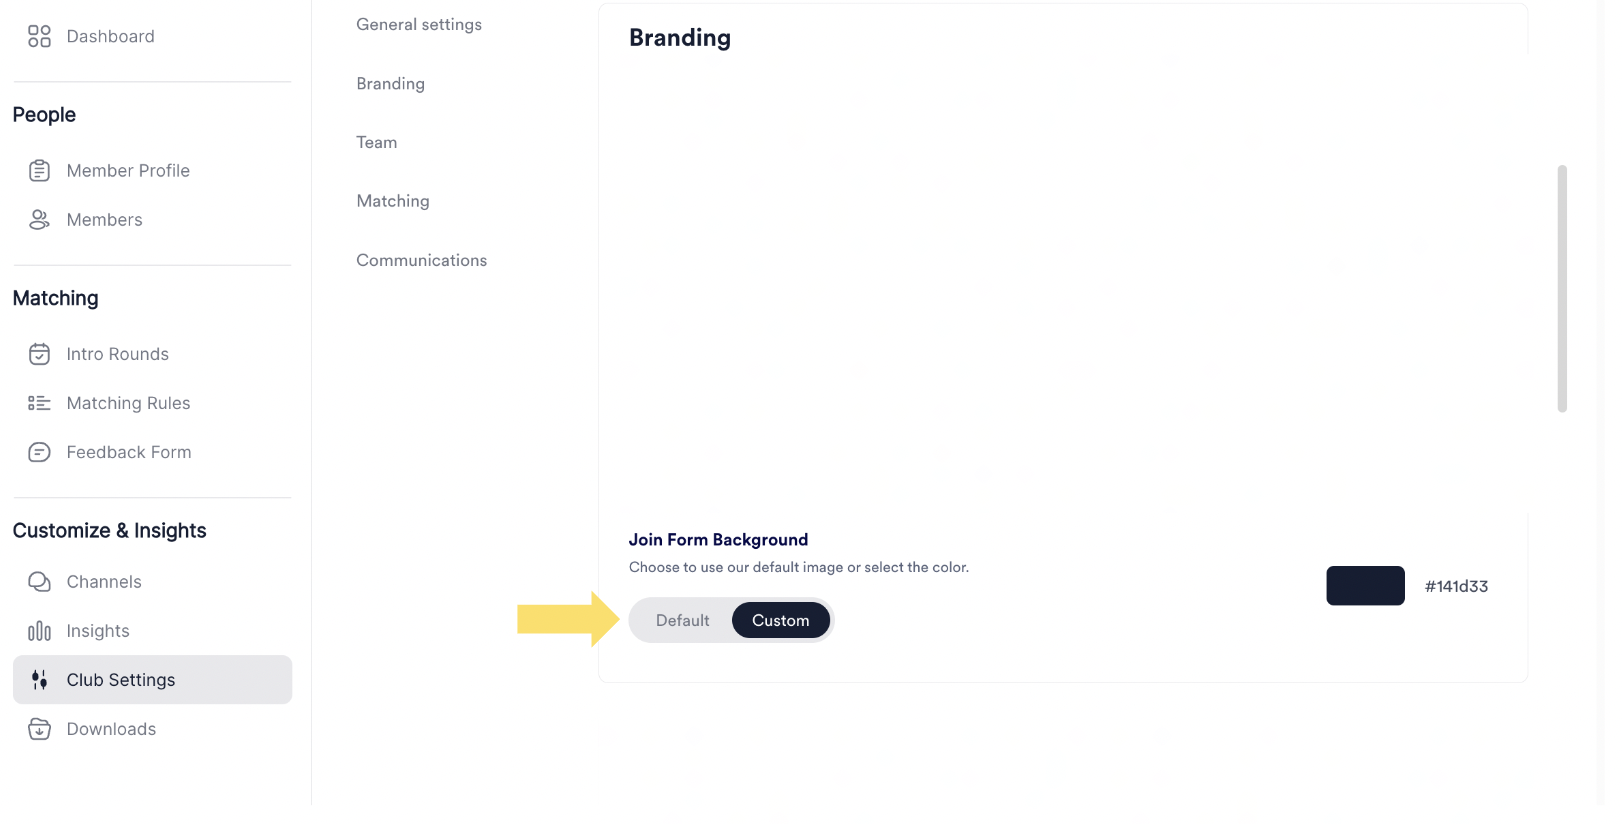 Dashboard
People
Member Profile
Members
Matching
Intro Rounds
Matching Rules
Feedback Form
Customize & Insights
Channels
Insights
Club Settings
Downloads
General settings
Branding
Team
Matching
Communications
Branding
Join Form Background
Choose to use our default image or select the color.
Default Custom
#141d33